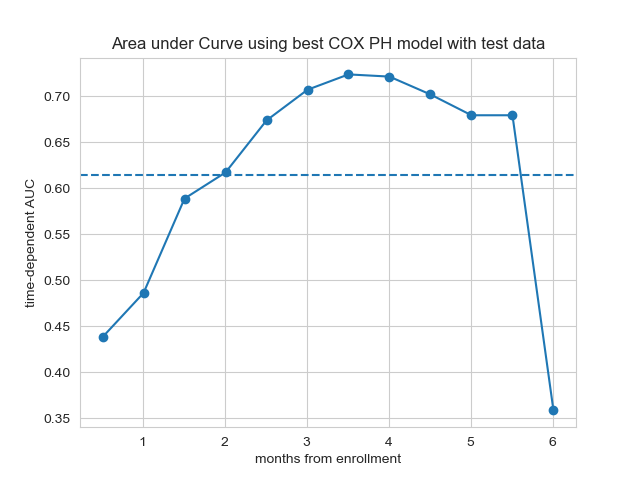 Area under Curve using best COX PH model with test data
time-dependent AUC
0.70
0.65
0.60
0.55
0.50
0.45
0.40
0.35
1 2 3 4 5 6
months from enrollment